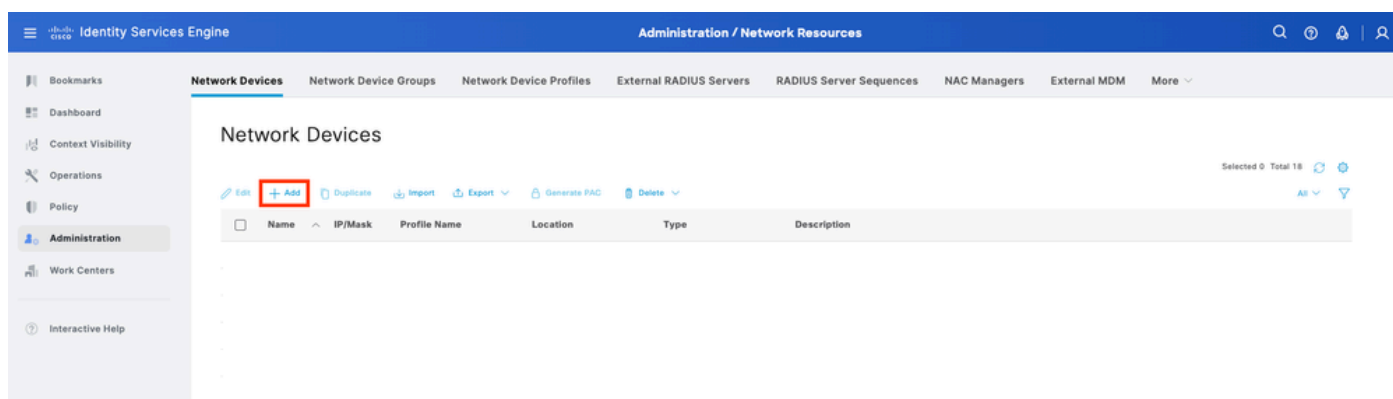 cisco Identity Services Engine
Administration / Network Resources
Bookmarks
Dashboard
Context Visibility
Operations
Policy
Administration
Work Centers
Interactive Help
Network Devices Network Device Groups Network Device Profiles External RADIUS Servers RADIUS Server Sequences NAC Managers External MDM More
Network Devices
Selected 0 Total 18
Edit Add Duplicate Import Export Generate PAC Delete All
Name IP/Mask Profile Name Location Type Description